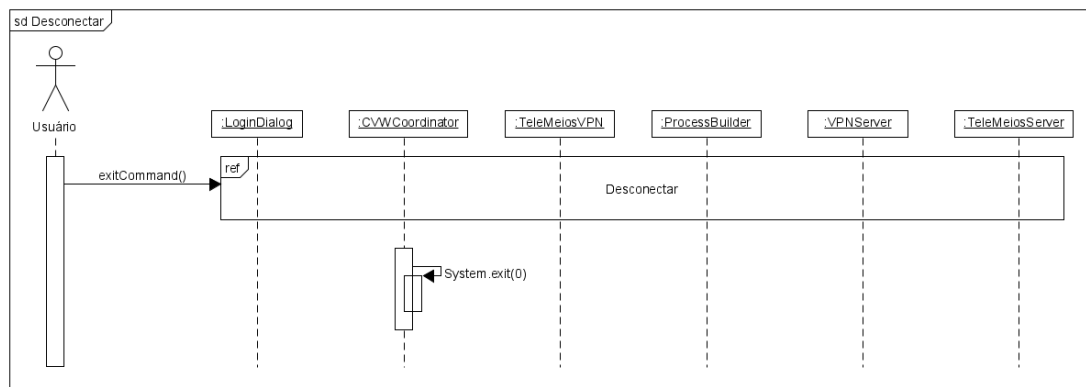 sd Desconectar
Usuário
:LoginDialog
:CVWCoordinator
:TeleMeiosVPN
:ProcessBuilder
:VPNServer
:TeleMeiosServer
ref
exitCommand()
Desconectar
System.exit(0)